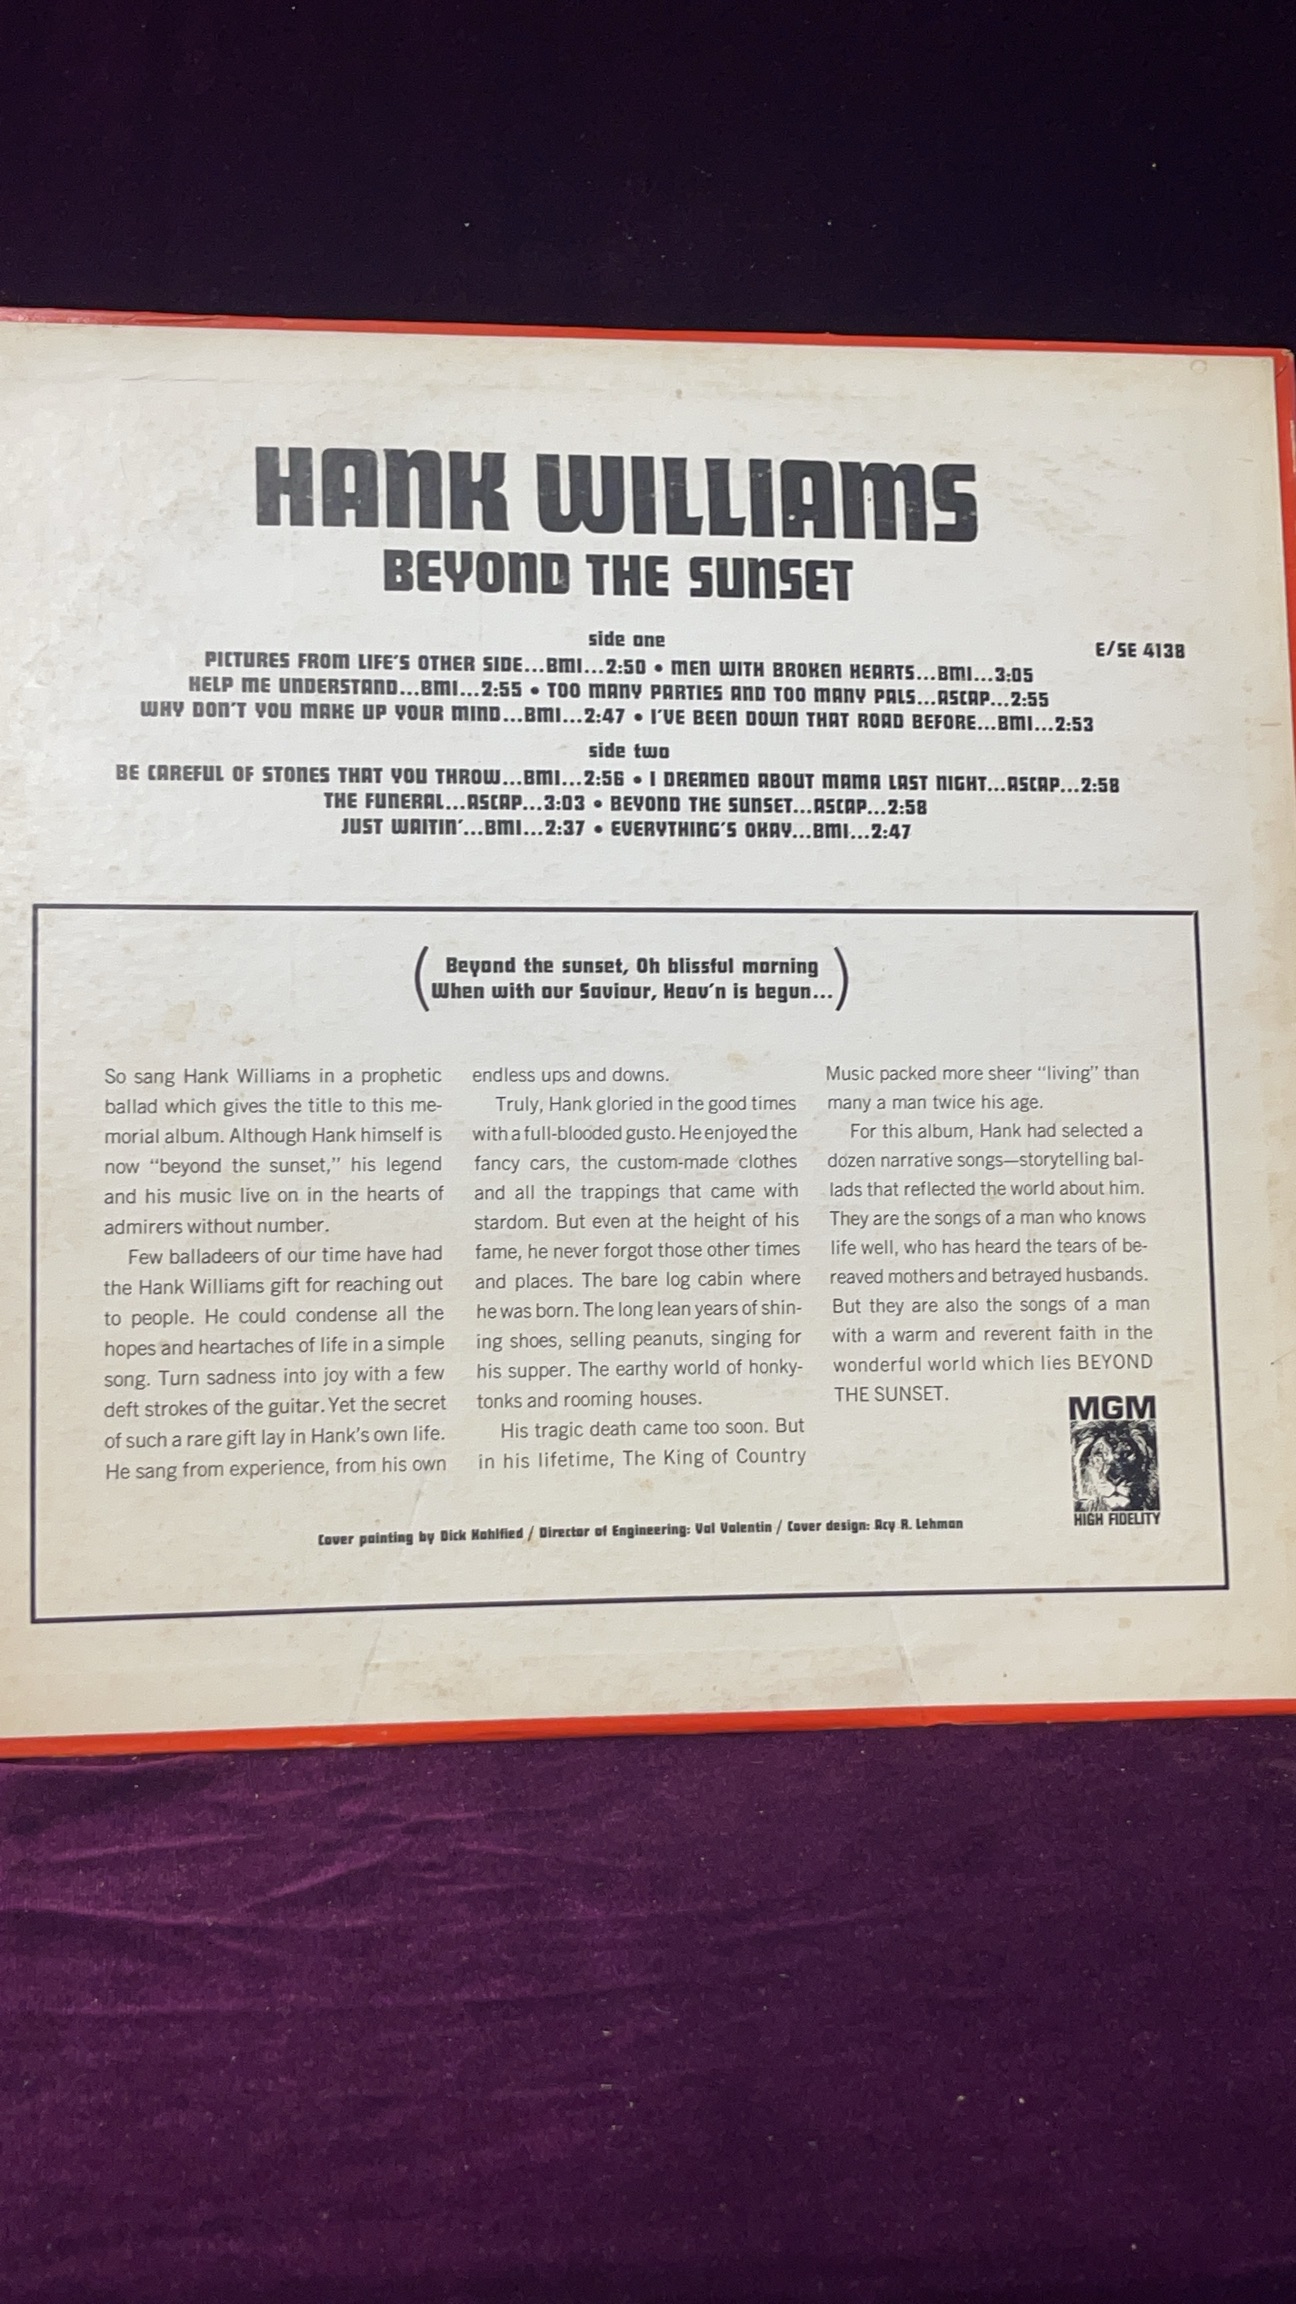 HANK WILLIAMS
BEYOND THE SUNSET
side one
E/SE 4138
PICTURES FROM LIFE'S OTHER SIDE...BMI...2:50 • MEN WITH BROKEN HEARTS...BMI...3:05
HELP ME UNDERSTAND...BMI...2:55 • TOO MANY PARTIES AND TOO MANY PALS...ASCAP...2:55
WHY DON'T YOU MAKE UP YOUR MIND...BMI...2:47 • I'VE BEEN DOWN THAT ROAD BEFORE...BMI...2:53
side two
BE CAREFUL OF STONES THAT YOU THROW...BMI...2:56 • I DREAMED ABOUT MAMA LAST NIGHT...ASCAP...2:58
THE FUNERAL...ASCAP...3:03 • BEYOND THE SUNSET...ASCAP...2:58
JUST WAITIN'...BMI...2:37 • EVERYTHING'S OKAY...BMI...2:47
(Beyond the sunset, Oh blissful morning
When with our Saviour, Heav'n is begun...)
So sang Hank Williams in a prophetic
ballad which gives the title to this me-
morial album. Although Hank himself is
now "beyond the sunset," his legend
and his music live on in the hearts of
admirers without number.
Few balladeers of our time have had
the Hank Williams gift for reaching out
to people. He could condense all the
hopes and heartaches of life in a simple
song. Turn sadness into joy with a few
deft strokes of the guitar. Yet the secret
of such a rare gift lay in Hank's own life.
He sang from experience, from his own
endless ups and downs.
Truly, Hank gloried in the good times
with a full-blooded gusto. He enjoyed the
fancy cars, the custom-made clothes
and all the trappings that came with
stardom. But even at the height of his
fame, he never forgot those other times
and places. The bare log cabin where
he was born. The long lean years of shin-
ing shoes, selling peanuts, singing for
his supper. The earthy world of honky-
tonks and rooming houses.
His tragic death came too soon. But
in his lifetime, The King of Country
Music packed more sheer "living" than
many a man twice his age.
For this album, Hank had selected a
dozen narrative songs—storytelling bal-
lads that reflected the world about him.
They are the songs of a man who knows
life well, who has heard the tears of be-
reaved mothers and betrayed husbands.
But they are also the songs of a man
with a warm and reverent faith in the
wonderful world which lies BEYOND
THE SUNSET.
MGM
HIGH FIDELITY
Cover painting by Dick Kohlfied / Director of Engineering: Val Valentin / Cover design: Acy R. Lehman